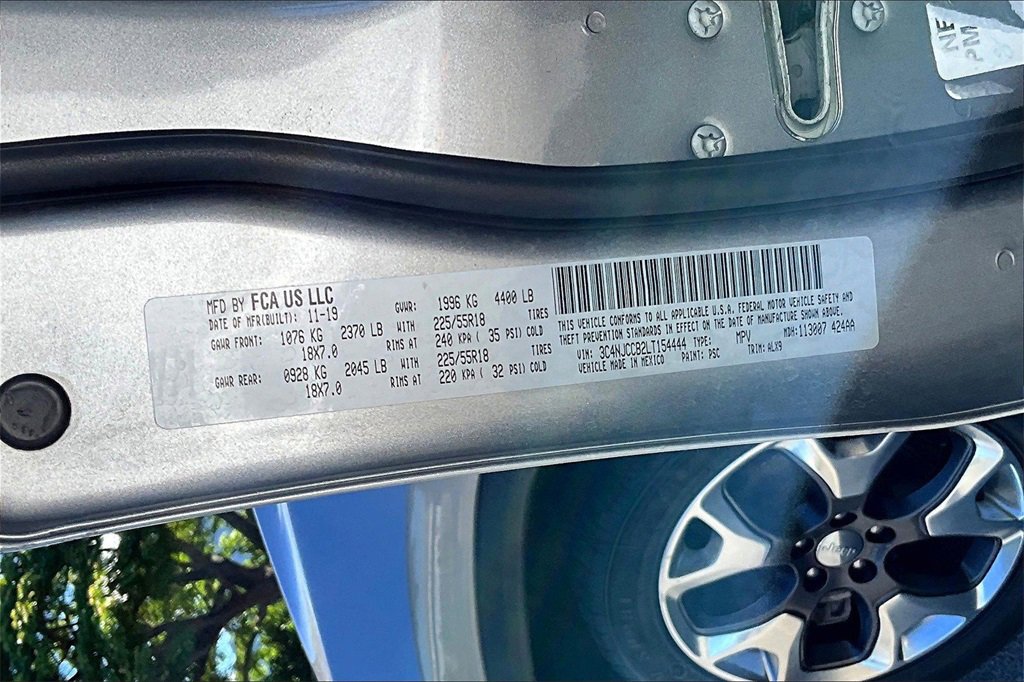 NE
PM
MFD BY FCA US LLC
DATE OF MFR(BUILT): 11-19
GVWR: 1996 KG 4400 LB
GAWR FRONT: 1076 KG 2370 LB WITH 225/55R18 TIRES
18X7.0 RIMS AT 240 KPA ( 35 PSI) COLD
GAWR REAR: 0928 KG 2045 LB WITH 225/55R18 TIRES
18X7.0 RIMS AT 220 KPA ( 32 PSI) COLD
THIS VEHICLE CONFORMS TO ALL APPLICABLE U.S.A. FEDERAL MOTOR VEHICLE SAFETY AND
THEFT PREVENTION STANDARDS IN EFFECT ON THE DATE OF MANUFACTURE SHOWN ABOVE.
VIN: 3C4NJCCB2LT154444 TYPE: MPV MDH: 113007 424AA
VEHICLE MADE IN MEXICO PAINT: PSC TRIM: ALX9
Jeep